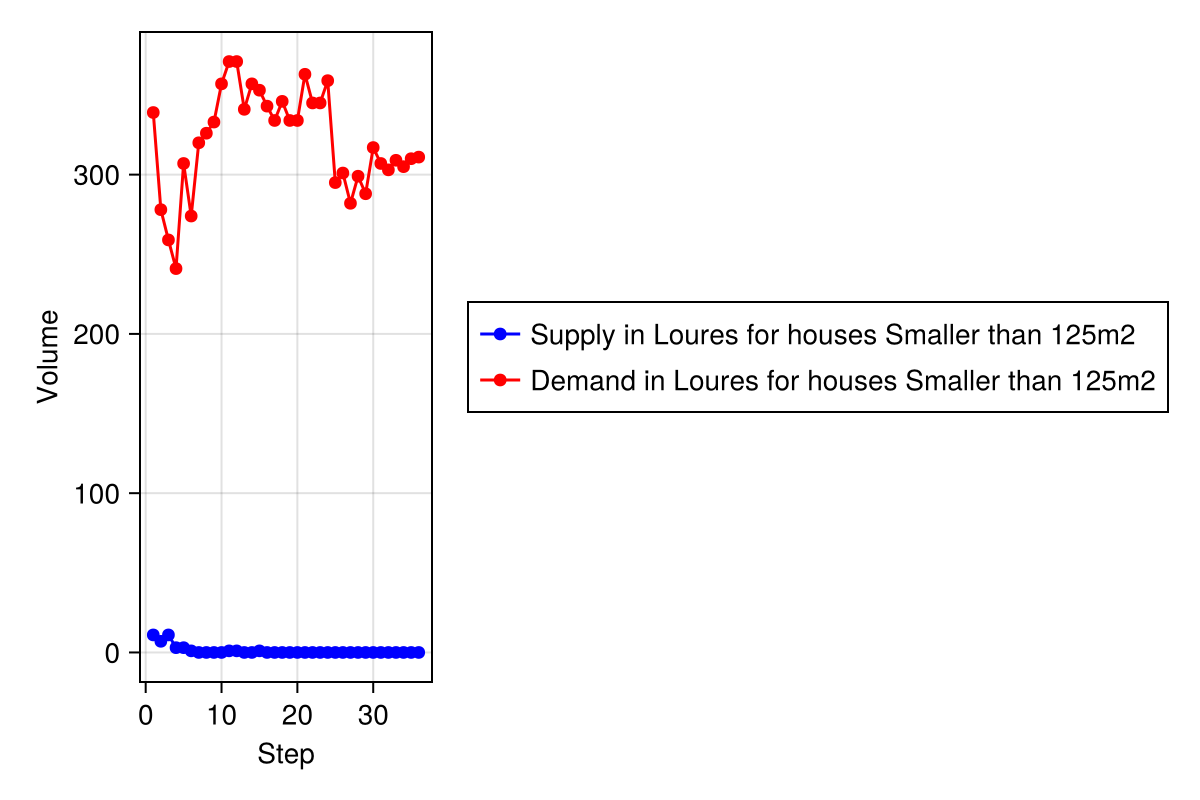 300
200
100
0
Volume
0 10 20 30
Step
Supply in Loures for houses Smaller than 125m2
Demand in Loures for houses Smaller than 125m2